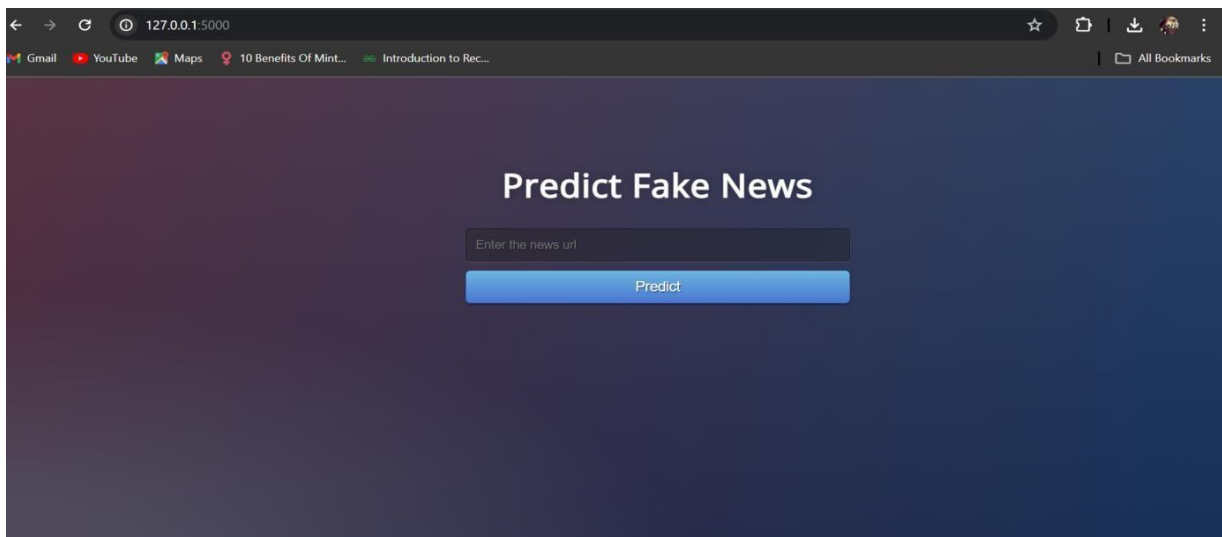 127.0.0.1:5000
Gmail YouTube Maps 10 Benefits Of Mint... Introduction to Rec... All Bookmarks
Predict Fake News
Enter the news url
Predict